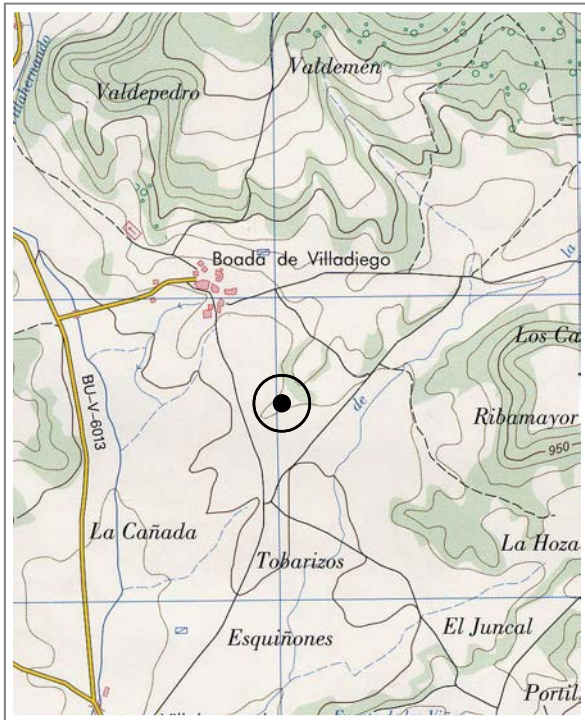 Valdemén
Valdepedro
Boada de Villadiego
la
Los Ca
de
Ribamayor
950
BU-V-6013
La Cañada
La Hoza
Tobarizos
Esquiñones
El Juncal
Portil